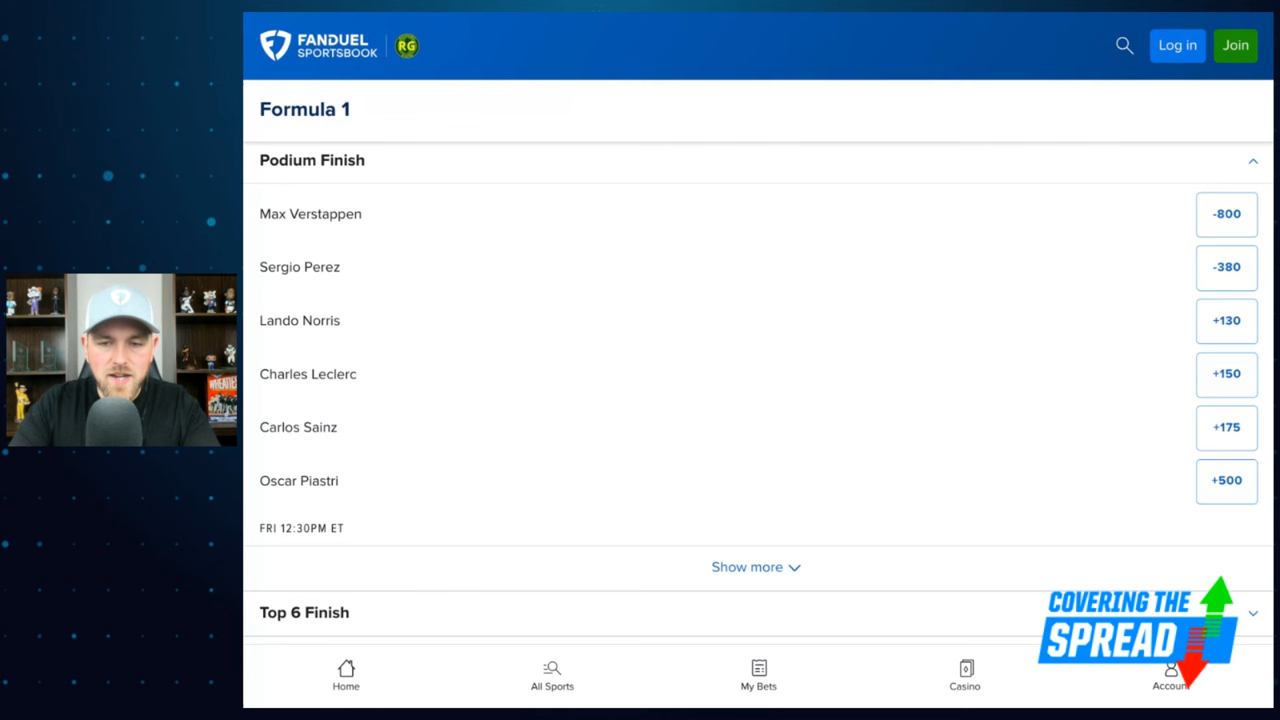 FANDUEL
SPORTSBOOK
RG
Log in
Join
Formula 1
Podium Finish
Max Verstappen
-800
Sergio Perez
-380
Lando Norris
+130
Charles Leclerc
+150
Carlos Sainz
+175
Oscar Piastri
+500
FRI 12:30PM ET
Show more
Top 6 Finish
COVERING THE
SPREAD
Home
All Sports
My Bets
Casino
Account
WHEATIES